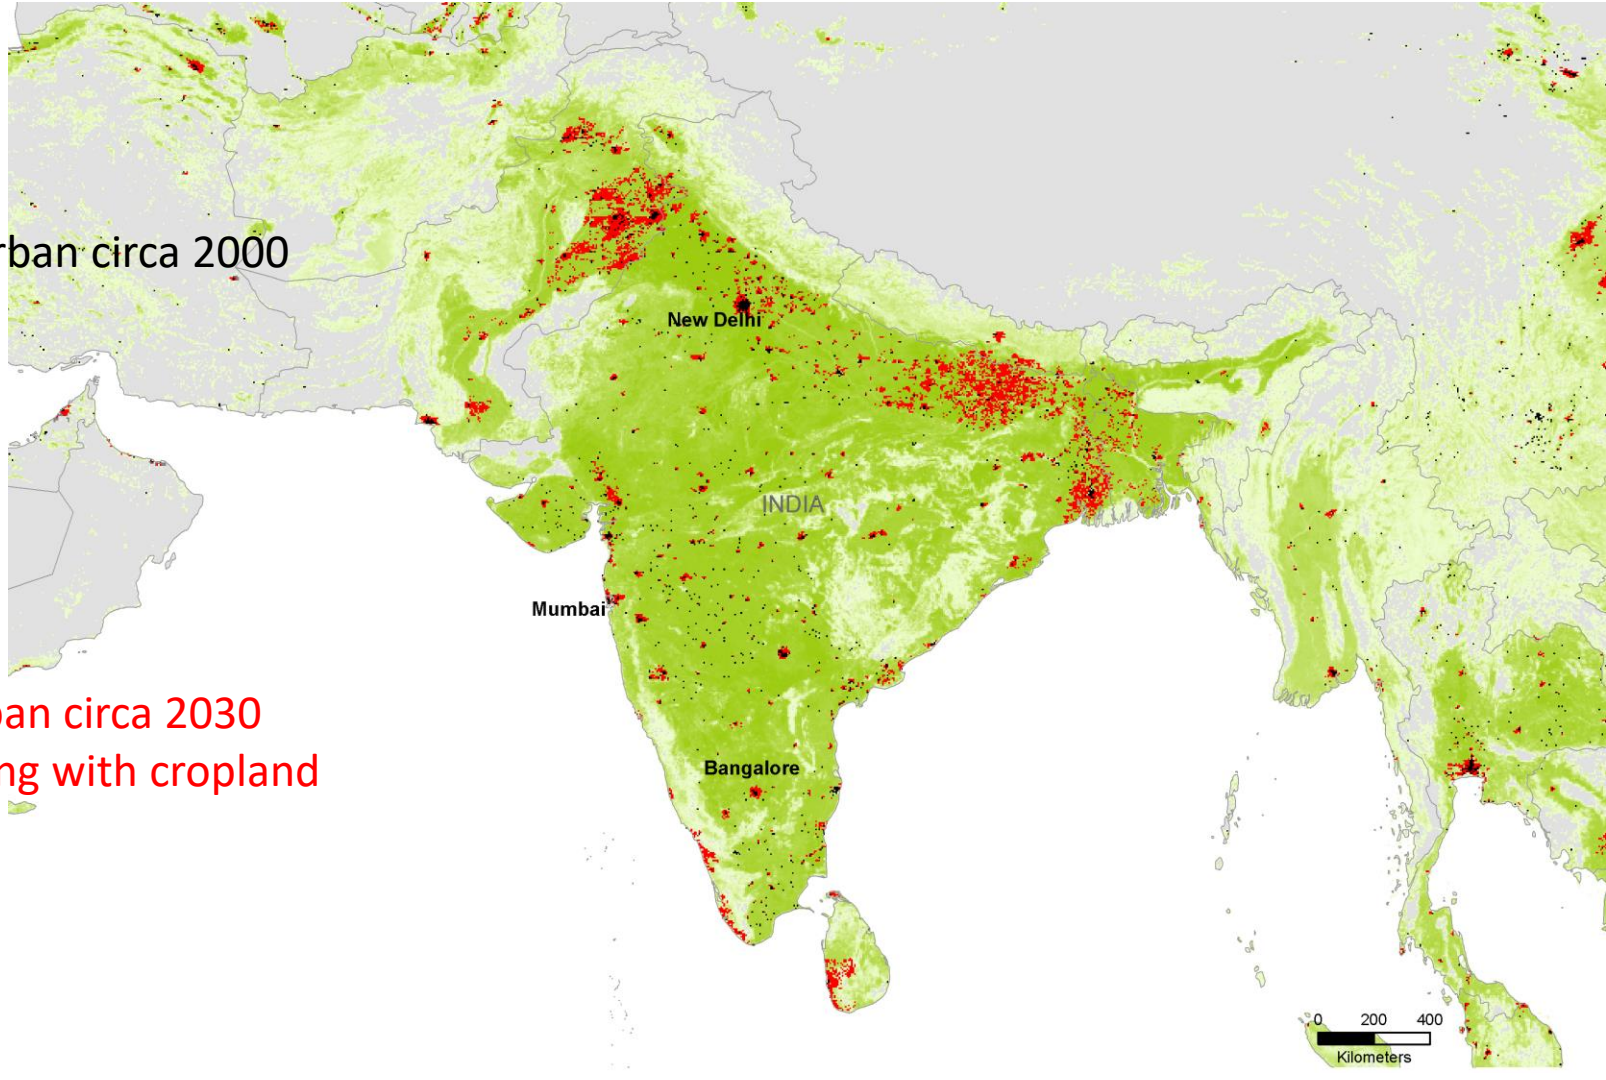 rban circa 2000
New Delhi
INDIA
Mumbai
ban circa 2030
ng with cropland
Bangalore
0 200 400
Kilometers